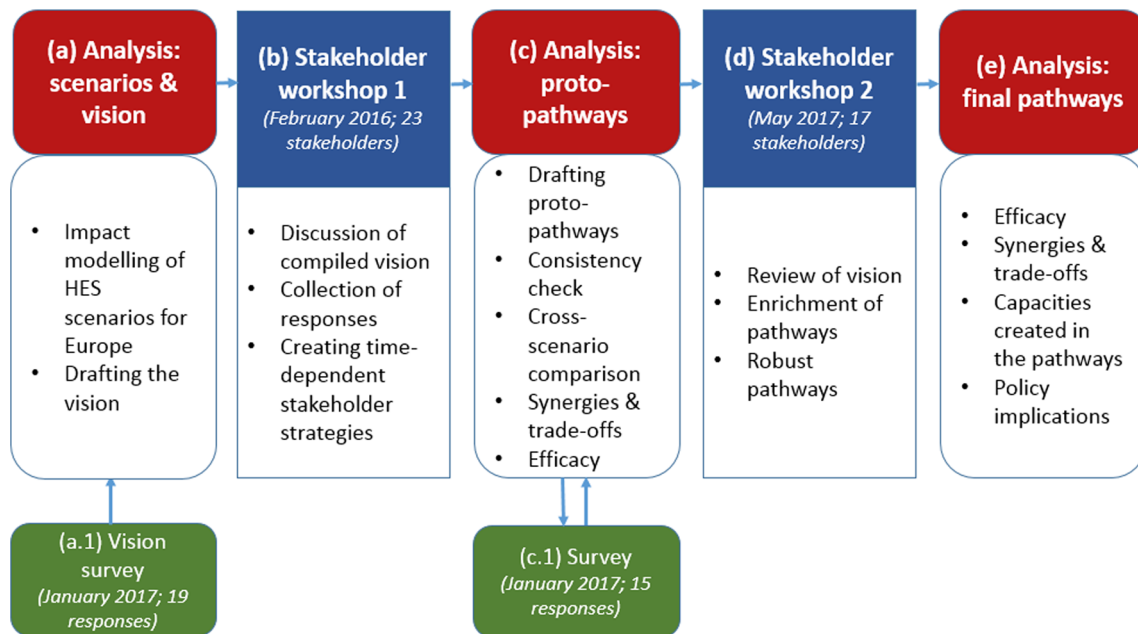 (a) Analysis:
scenarios &
vision
• Impact
modelling of
HES
scenarios for
Europe
• Drafting the
vision
(a.1) Vision
survey
(January 2017; 19
responses)
(b) Stakeholder
workshop 1
(February 2016; 23
stakeholders)
• Discussion of
compiled vision
• Collection of
responses
• Creating time-
dependent
stakeholder
strategies
(c) Analysis:
proto-
pathways
• Drafting
proto-
pathways
• Consistency
check
• Cross-
scenario
comparison
• Synergies &
trade-offs
• Efficacy
(c.1) Survey
(January 2017; 15
responses)
(d) Stakeholder
workshop 2
(May 2017; 17
stakeholders)
• Review of vision
• Enrichment of
pathways
• Robust
pathways
(e) Analysis:
final pathways
• Efficacy
• Synergies &
trade-offs
• Capacities
created in
the pathways
• Policy
implications